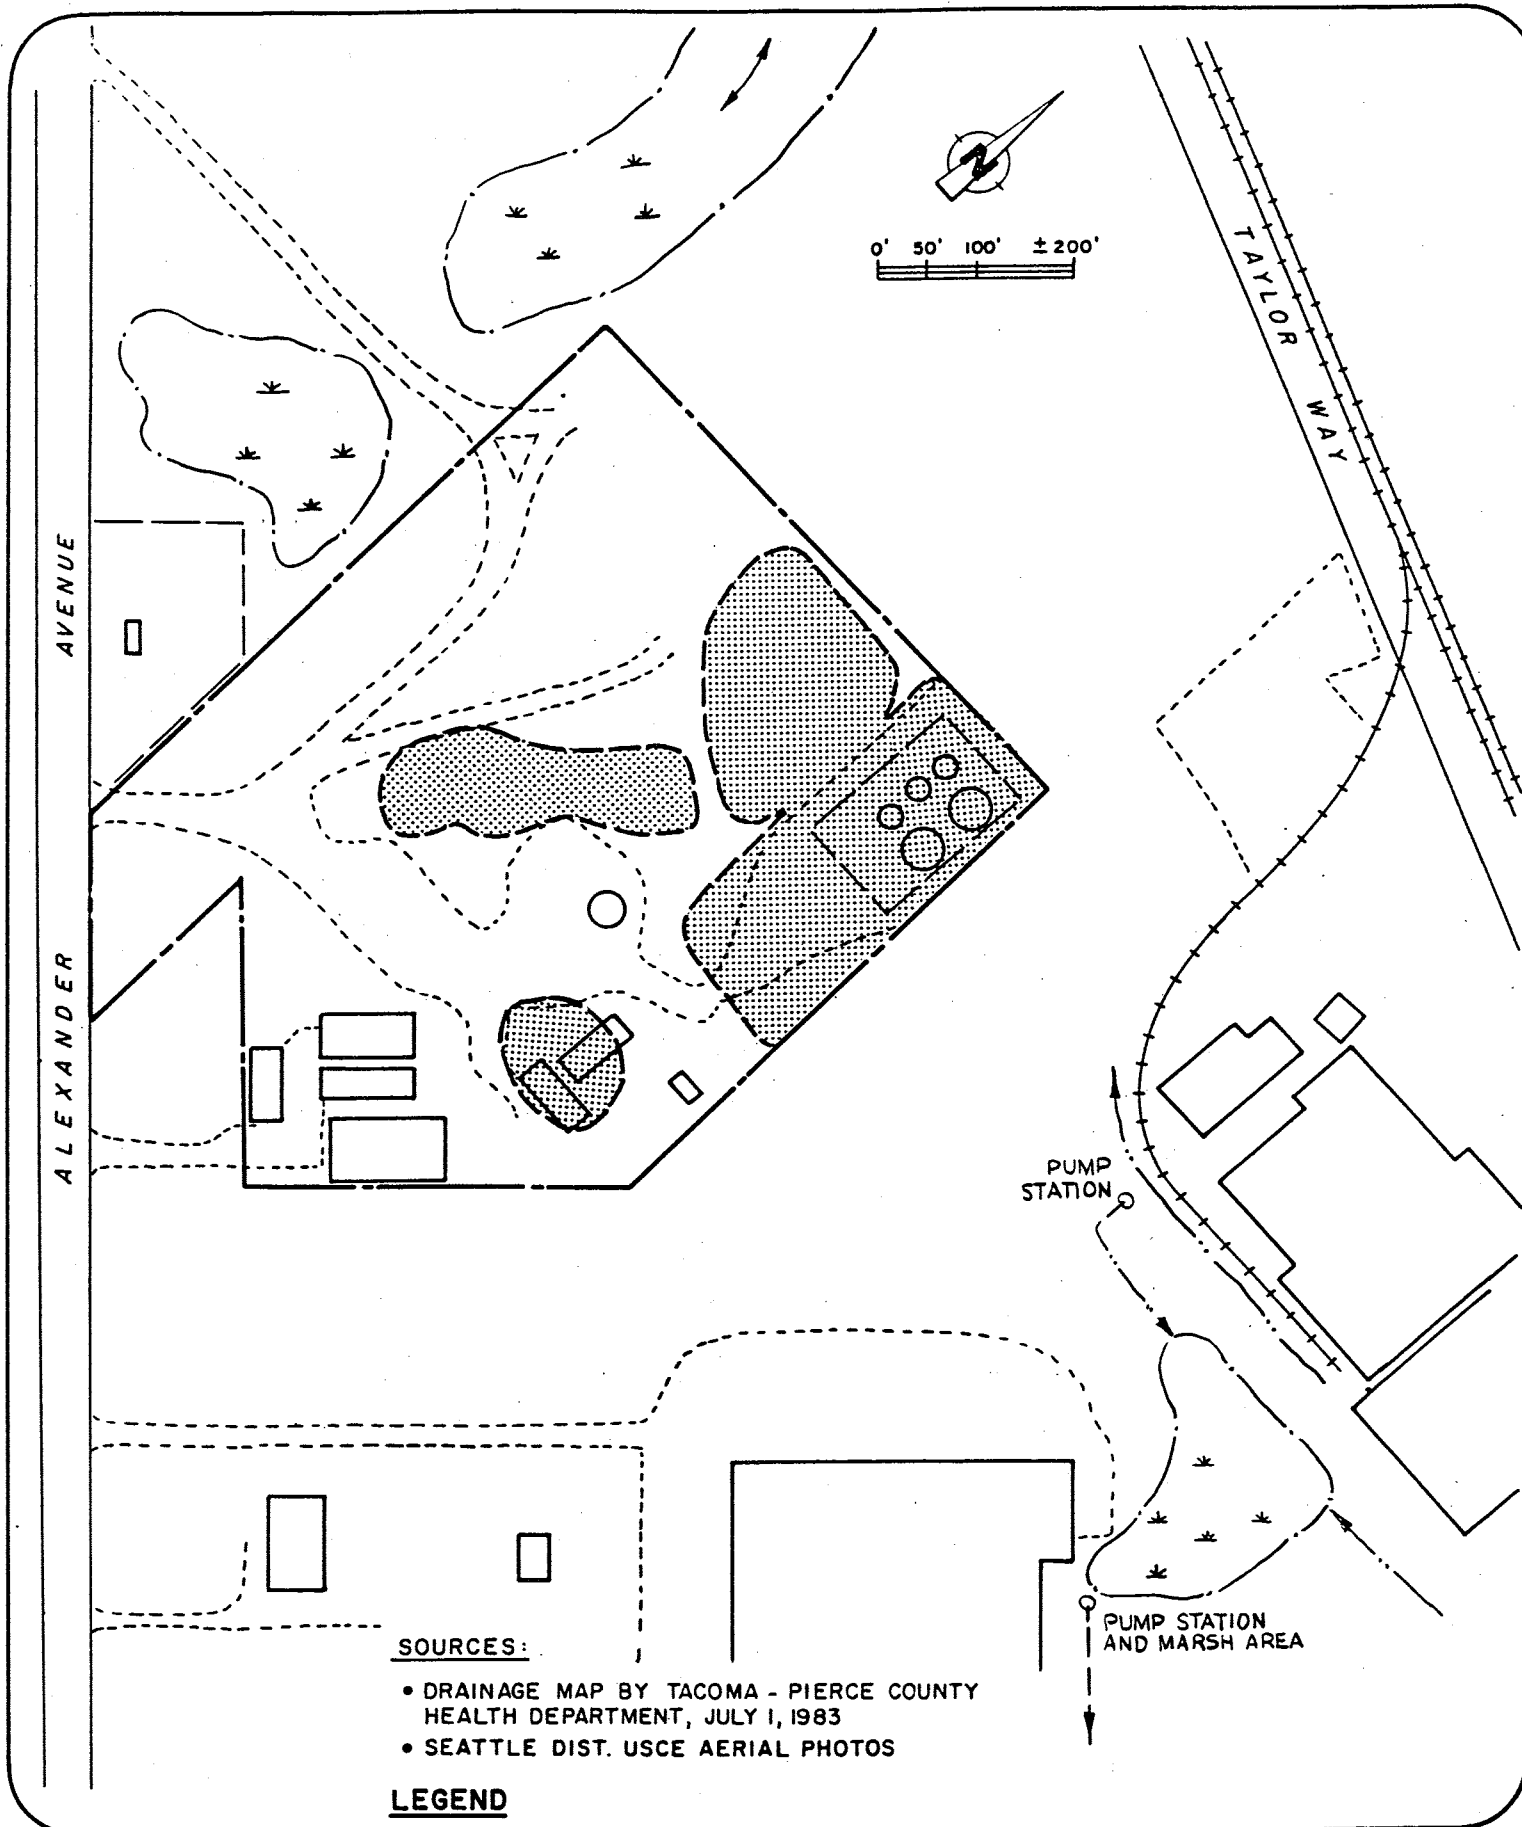 N
0' 50' 100' ± 200'
TAYLOR WAY
AVENUE
ALEXANDER
PUMP
STATION
PUMP STATION
AND MARSH AREA
SOURCES:
• DRAINAGE MAP BY TACOMA - PIERCE COUNTY
HEALTH DEPARTMENT, JULY 1, 1983
• SEATTLE DIST. USCE AERIAL PHOTOS
LEGEND